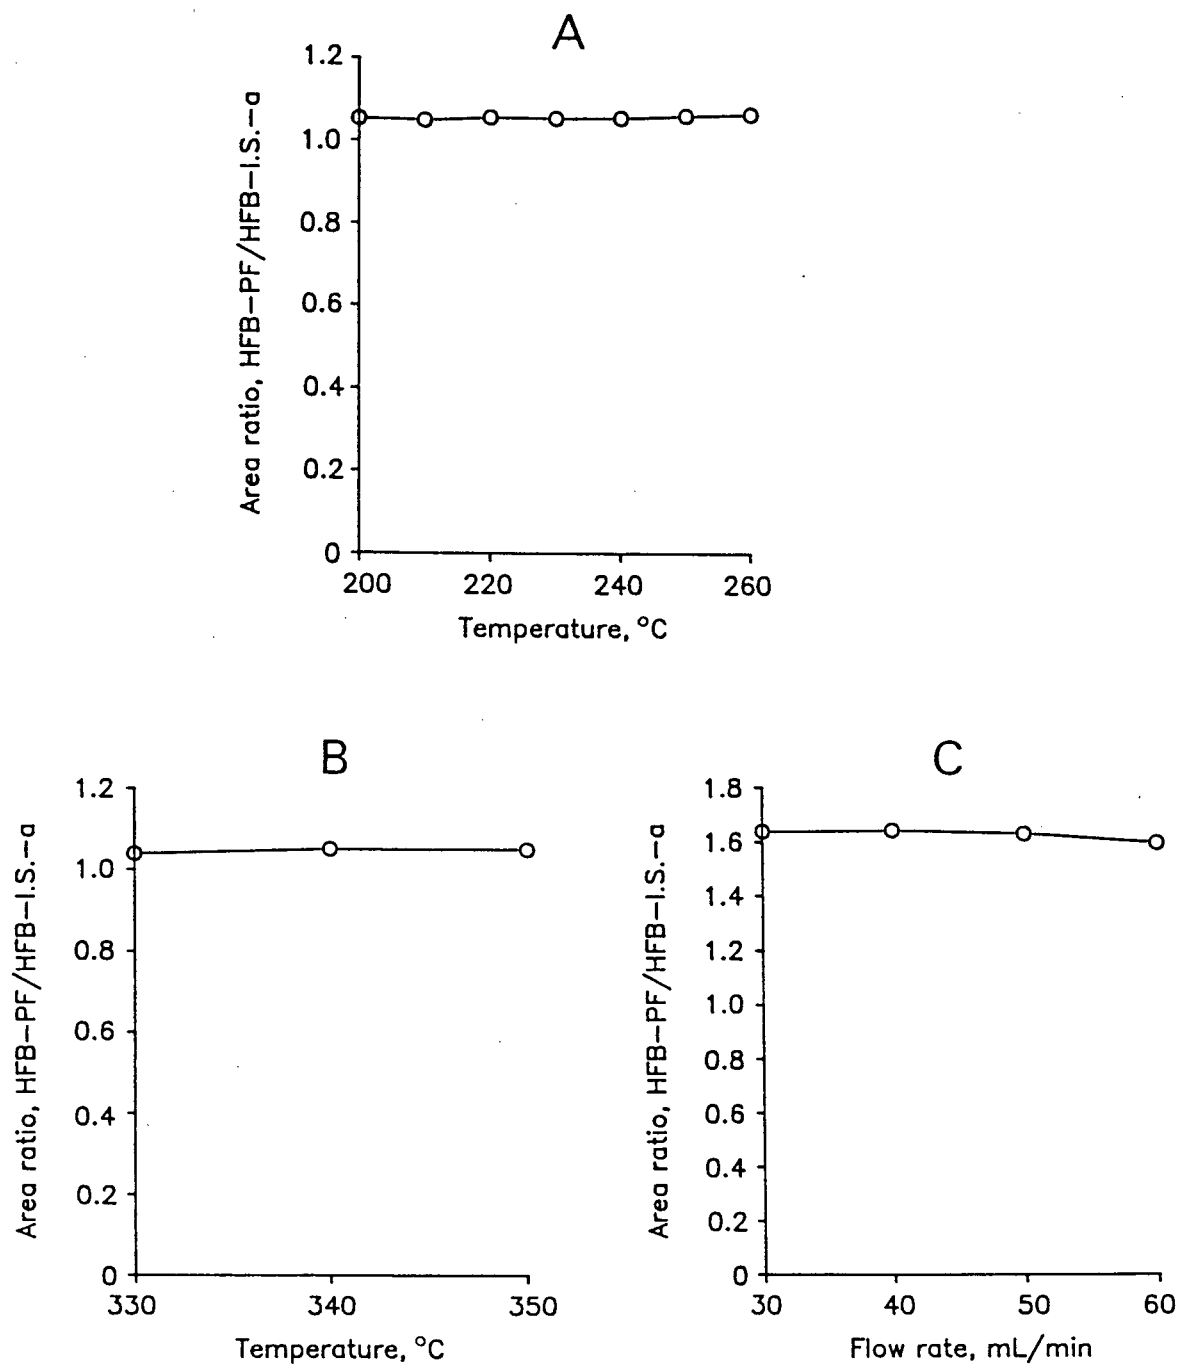 A
1.2
1.0
0.8
0.6
0.4
0.2
0
Area ratio, HFB-PF/HFB-I.S.-a
200 220 240 260
Temperature, °C
B
1.2
1.0
0.8
0.6
0.4
0.2
0
Area ratio, HFB-PF/HFB-I.S.-a
330 340 350
Temperature, °C
C
1.8
1.6
1.4
1.2
1.0
0.8
0.6
0.4
0.2
0
Area ratio, HFB-PF/HFB-I.S.-a
30 40 50 60
Flow rate, mL/min